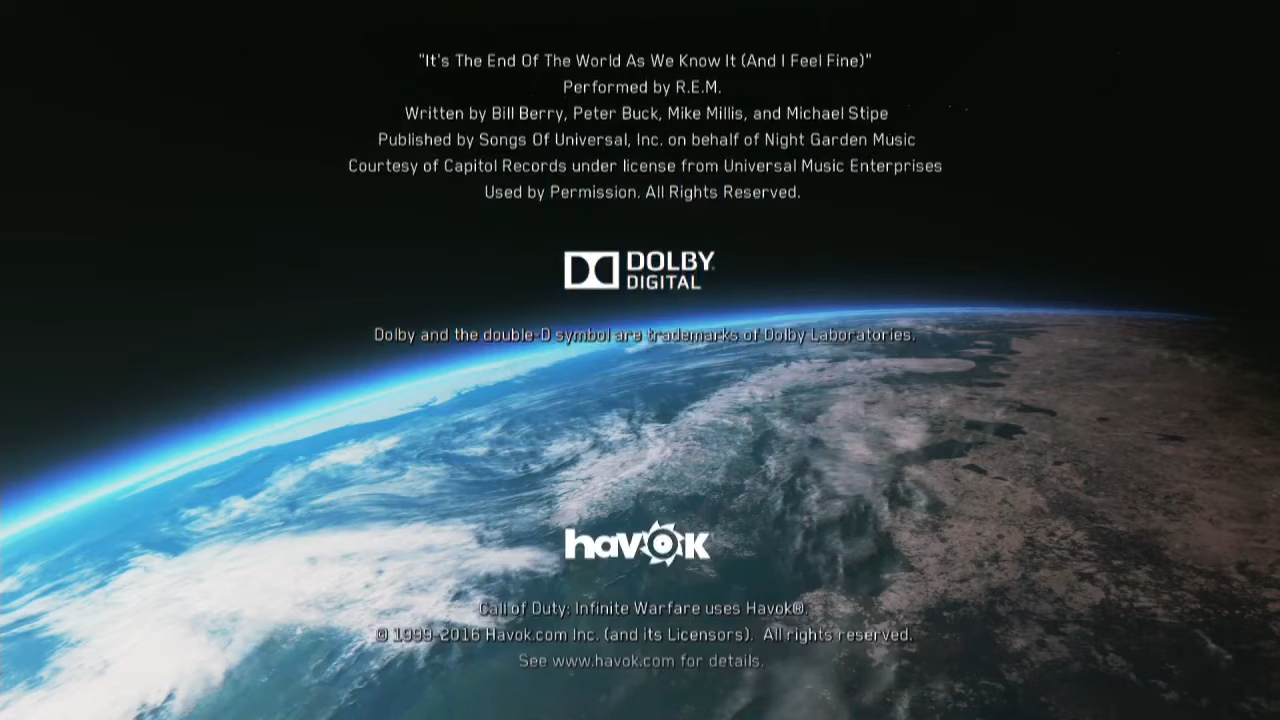 "It's The End Of The World As We Know It (And I Feel Fine)"
Performed by R.E.M.
Written by Bill Berry, Peter Buck, Mike Millis, and Michael Stipe
Published by Songs Of Universal, Inc. on behalf of Night Garden Music
Courtesy of Capitol Records under license from Universal Music Enterprises
Used by Permission. All Rights Reserved.
DOLBY
DIGITAL
Dolby and the double-D symbol are trademarks of Dolby Laboratories.
havok
Call of Duty: Infinite Warfare uses Havok®.
© 1999-2016 Havok.com Inc. (and its Licensors). All rights reserved.
See www.havok.com for details.